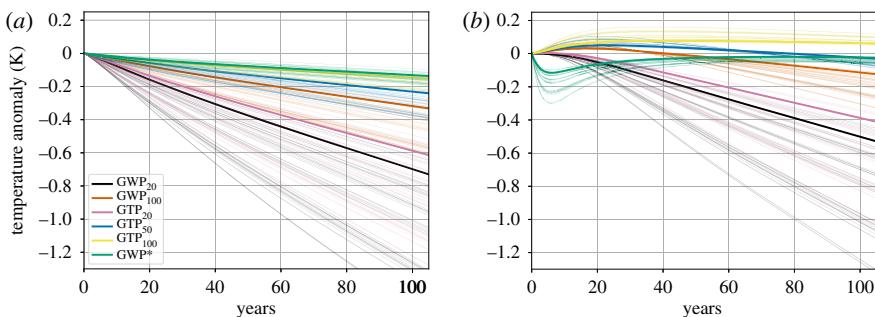 (a)
(b)
temperature anomaly (K)
0.2
0
−0.2
−0.4
−0.6
−0.8
−1.0
−1.2
GWP20
GWP100
GTP20
GTP50
GTP100
GWP*
0 20 40 60 80 100
years
0.2
0
−0.2
−0.4
−0.6
−0.8
−1.0
−1.2
0 20 40 60 80 100
years